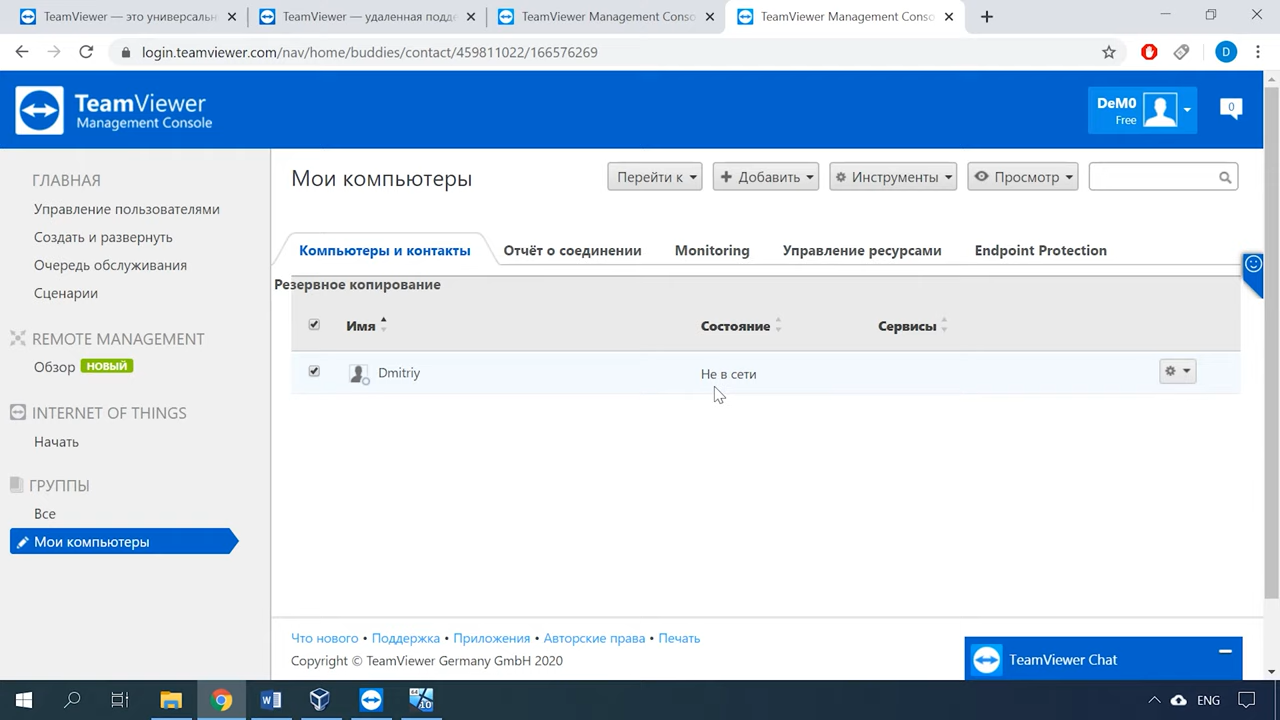 TeamViewer — это универсальн
TeamViewer — удаленная подде
TeamViewer Management Conso
TeamViewer Management Conso
login.teamviewer.com/nav/home/buddies/contact/459811022/166576269
D
TeamViewer
Management Console
DeM0
Free
0
ГЛАВНАЯ
Управление пользователями
Создать и развернуть
Очередь обслуживания
Сценарии
REMOTE MANAGEMENT
Обзор НОВЫЙ
INTERNET OF THINGS
Начать
ГРУППЫ
Все
Мои компьютеры
Мои компьютеры
Перейти к
Добавить
Инструменты
Просмотр
Компьютеры и контакты
Отчёт о соединении
Monitoring
Управление ресурсами
Endpoint Protection
Резервное копирование
Имя
Состояние
Сервисы
Dmitriy
Не в сети
Что нового • Поддержка • Приложения • Авторские права • Печать
Copyright © TeamViewer Germany GmbH 2020
TeamViewer Chat
ENG